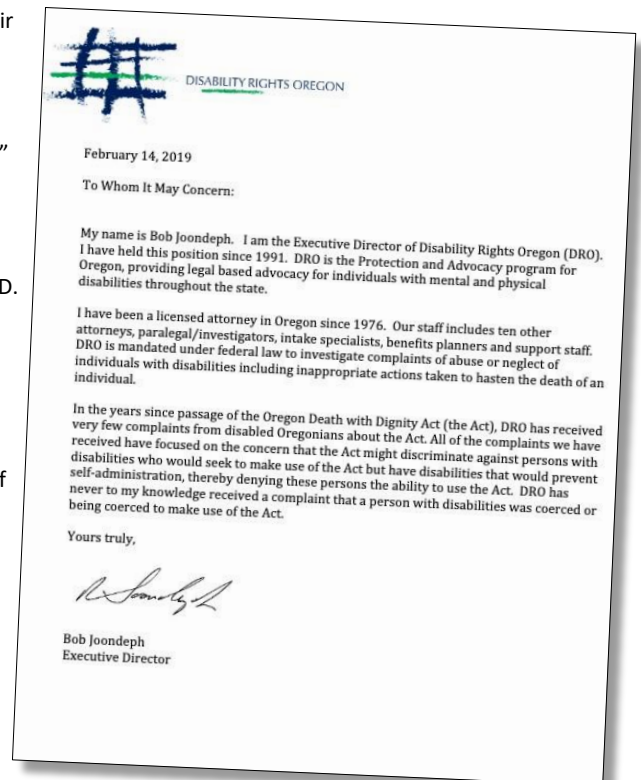 ir
”
D.
f
DISABILITY RIGHTS OREGON
February 14, 2019
To Whom It May Concern:
My name is Bob Joondeph. I am the Executive Director of Disability Rights Oregon (DRO).
I have held this position since 1991. DRO is the Protection and Advocacy program for
Oregon, providing legal based advocacy for individuals with mental and physical
disabilities throughout the state.
I have been a licensed attorney in Oregon since 1976. Our staff includes ten other
attorneys, paralegal/investigators, intake specialists, benefits planners and support staff.
DRO is mandated under federal law to investigate complaints of abuse or neglect of
individuals with disabilities including inappropriate actions taken to hasten the death of an
individual.
In the years since passage of the Oregon Death with Dignity Act (the Act), DRO has received
very few complaints from disabled Oregonians about the Act. All of the complaints we have
received have focused on the concern that the Act might discriminate against persons with
disabilities who would seek to make use of the Act but have disabilities that would prevent
self-administration, thereby denying these persons the ability to use the Act. DRO has
never to my knowledge received a complaint that a person with disabilities was coerced or
being coerced to make use of the Act.
Yours truly,
Bob Joondeph
Executive Director